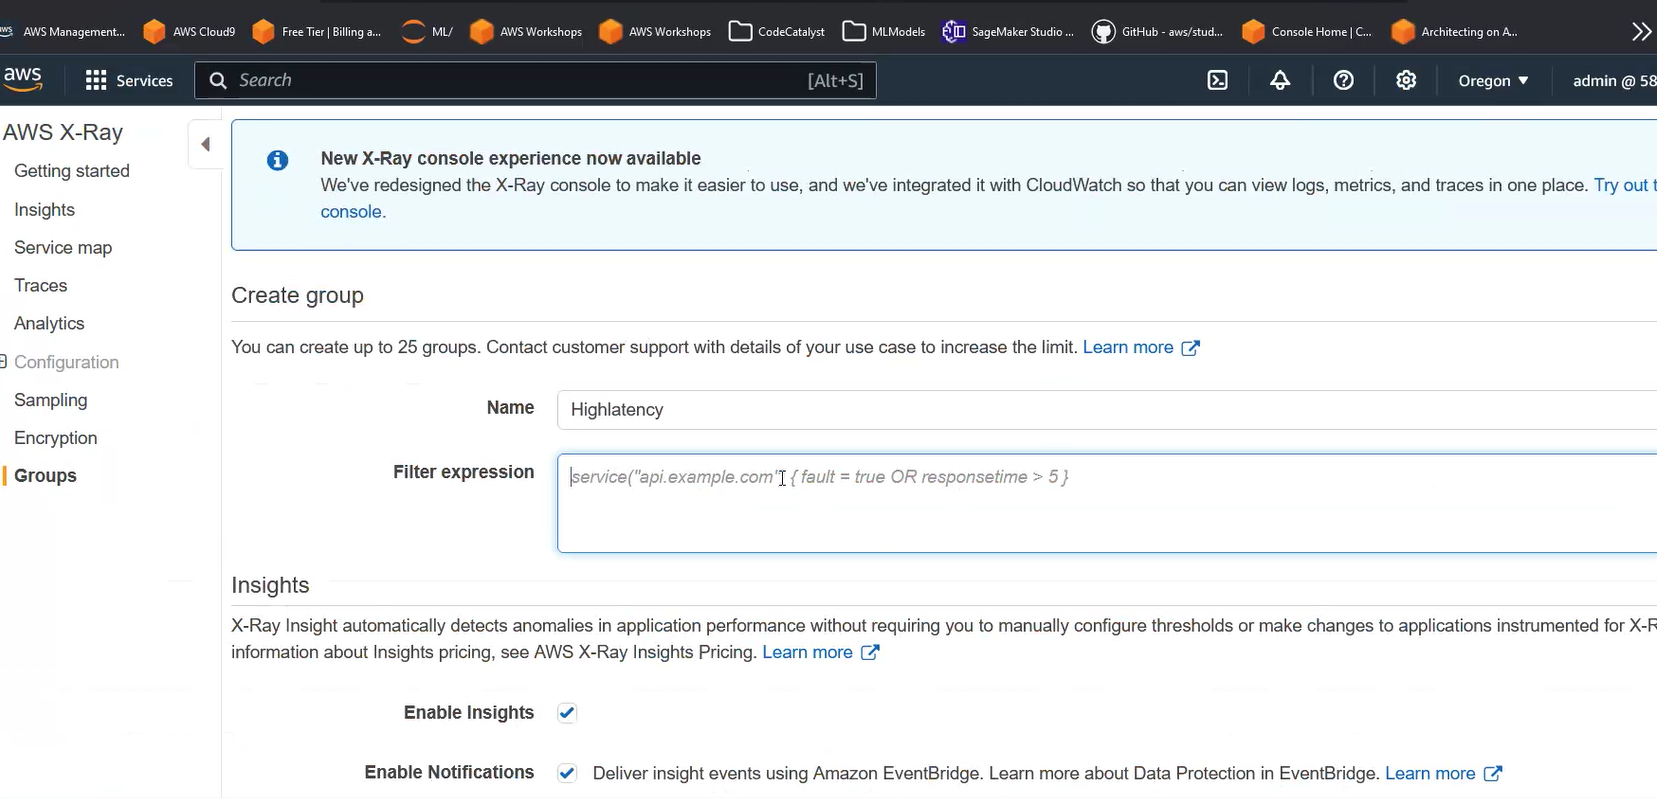 aws AWS Management... AWS Cloud9 Free Tier | Billing a... ML/ AWS Workshops AWS Workshops CodeCatalyst MLModels SageMaker Studio ... GitHub - aws/stud... Console Home | C... Architecting on A...
aws Services Search [Alt+S] Oregon admin @ 58
AWS X-Ray
Getting started
Insights
Service map
Traces
Analytics
Configuration
Sampling
Encryption
Groups
New X-Ray console experience now available
We've redesigned the X-Ray console to make it easier to use, and we've integrated it with CloudWatch so that you can view logs, metrics, and traces in one place. Try out
console.
Create group
You can create up to 25 groups. Contact customer support with details of your use case to increase the limit. Learn more
Name Highlatency
Filter expression service("api.example.com") { fault = true OR responsetime > 5 }
Insights
X-Ray Insight automatically detects anomalies in application performance without requiring you to manually configure thresholds or make changes to applications instrumented for
information about Insights pricing, see AWS X-Ray Insights Pricing. Learn more
Enable Insights
Enable Notifications Deliver insight events using Amazon EventBridge. Learn more about Data Protection in EventBridge. Learn more